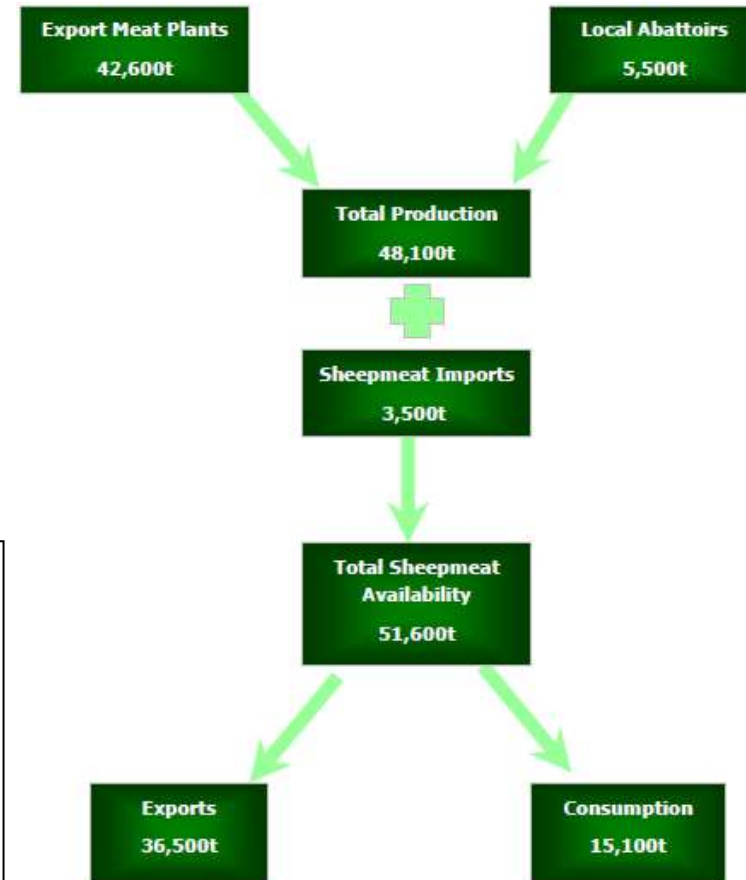 Export Meat Plants
42,600t
Local Abattoirs
5,500t
Total Production
48,100t
Sheepmeat Imports
3,500t
Total Sheepmeat
Availability
51,600t
Exports
36,500t
Consumption
15,100t